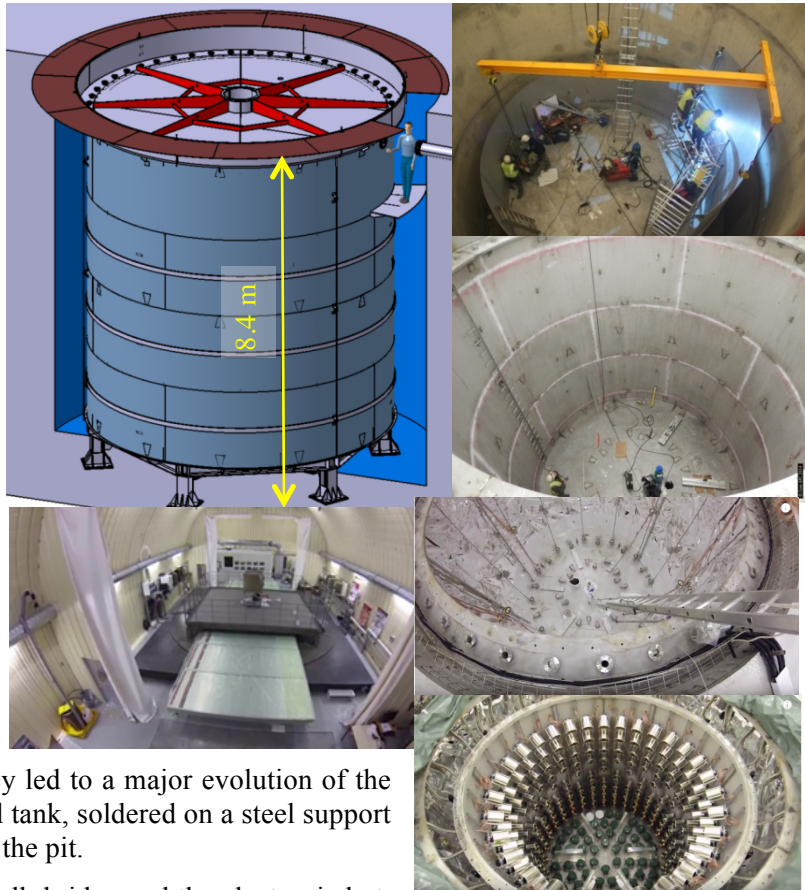 8.4 m
y led to a major evolution of the
l tank, soldered on a steel support
the pit.